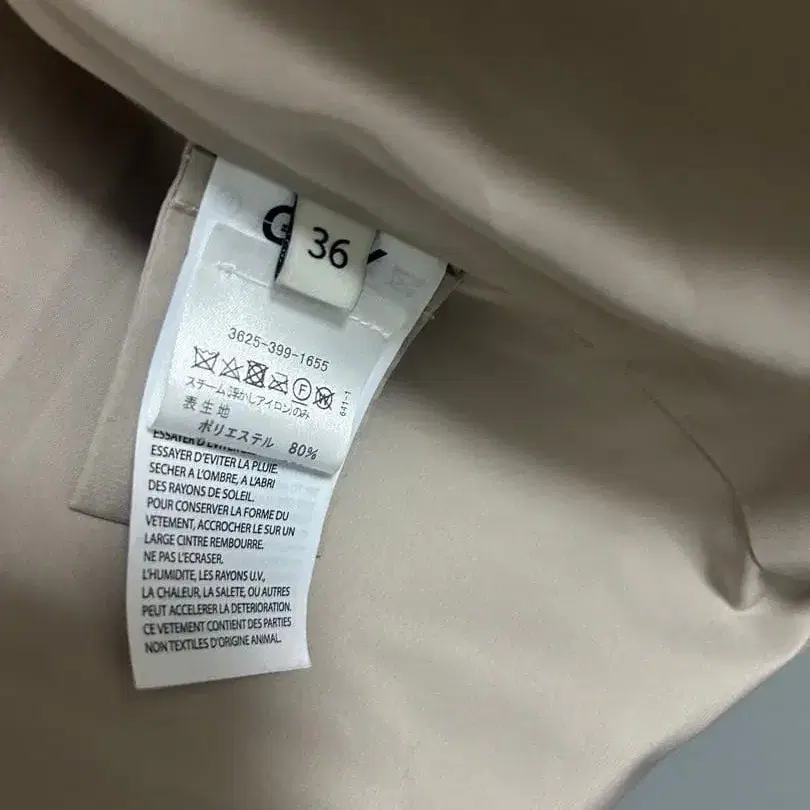 36
3625-399-1655
スチーム(浮かしアイロン)のみ
641-1
表生地
ポリエステル 80%
ESSAYER D'EVITER LA PLUIE.
SECHER A L'OMBRE, A L'ABRI
DES RAYONS DE SOLEIL.
POUR CONSERVER LA FORME DU
VETEMENT, ACCROCHER LE SUR UN
LARGE CINTRE REMBOURRE.
NE PAS L'ECRASER.
L'HUMIDITE, LES RAYONS U.V.,
LA CHALEUR, LA SALETE, OU AUTRES
PEUT ACCELERER LA DETERIORATION.
CE VETEMENT CONTIENT DES PARTIES
NON TEXTILES D'ORIGINE ANIMAL.